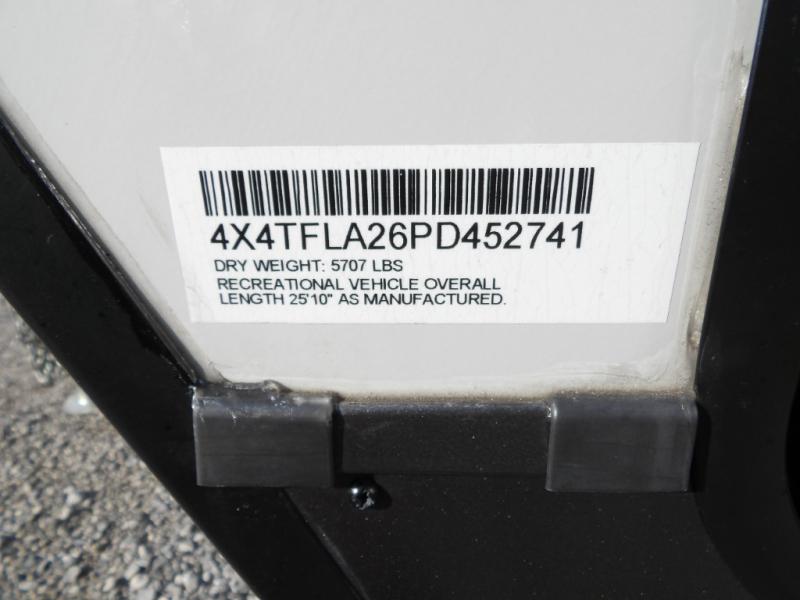 4X4TFLA26PD452741
DRY WEIGHT: 5707 LBS
RECREATIONAL VEHICLE OVERALL
LENGTH 25'10" AS MANUFACTURED.